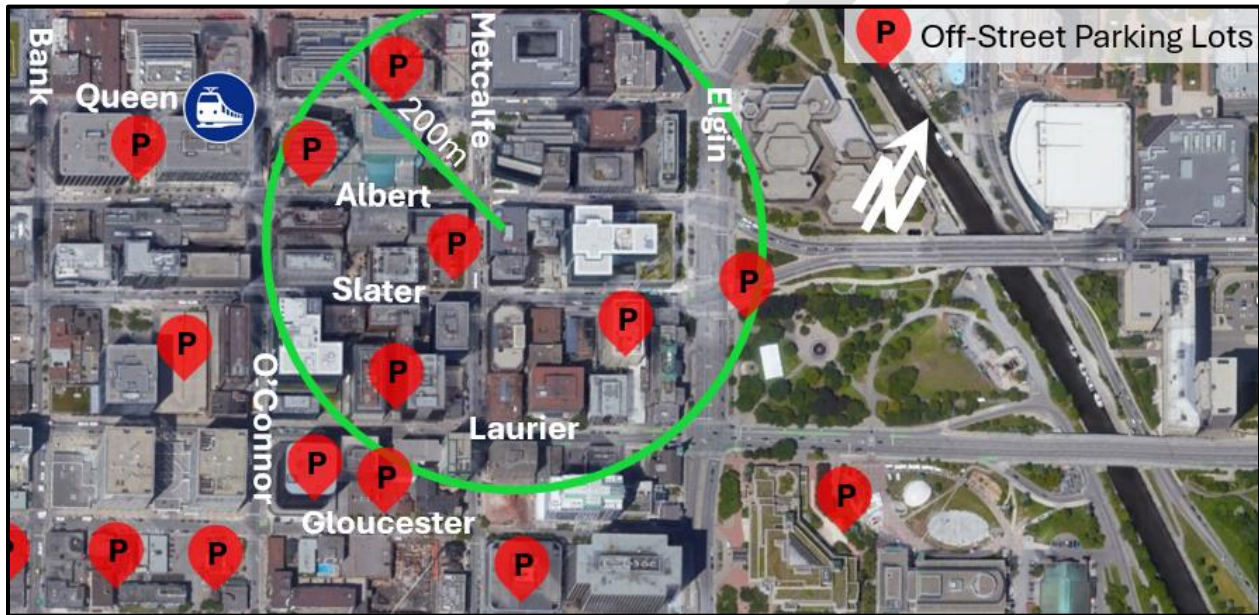 Bank
Metcalfe
P Off-Street Parking Lots
P
Queen
200m
Elgin
P
P
N
Albert
P
Slater
P
P
P
O'Connor
P
Laurier
P
P
P
Gloucester
P
P
P
P